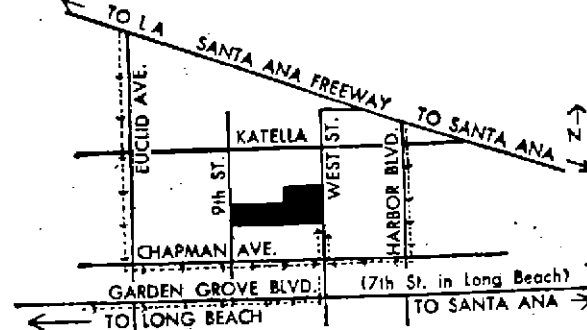 TO LA
SANTA ANA FREEWAY
TO SANTA ANA
N
EUCLID AVE.
KATELLA
9th ST.
WEST ST.
HARBOR BLVD.
CHAPMAN AVE.
GARDEN GROVE BLVD.
(7th St. in Long Beach)
TO LONG BEACH
TO SANTA ANA